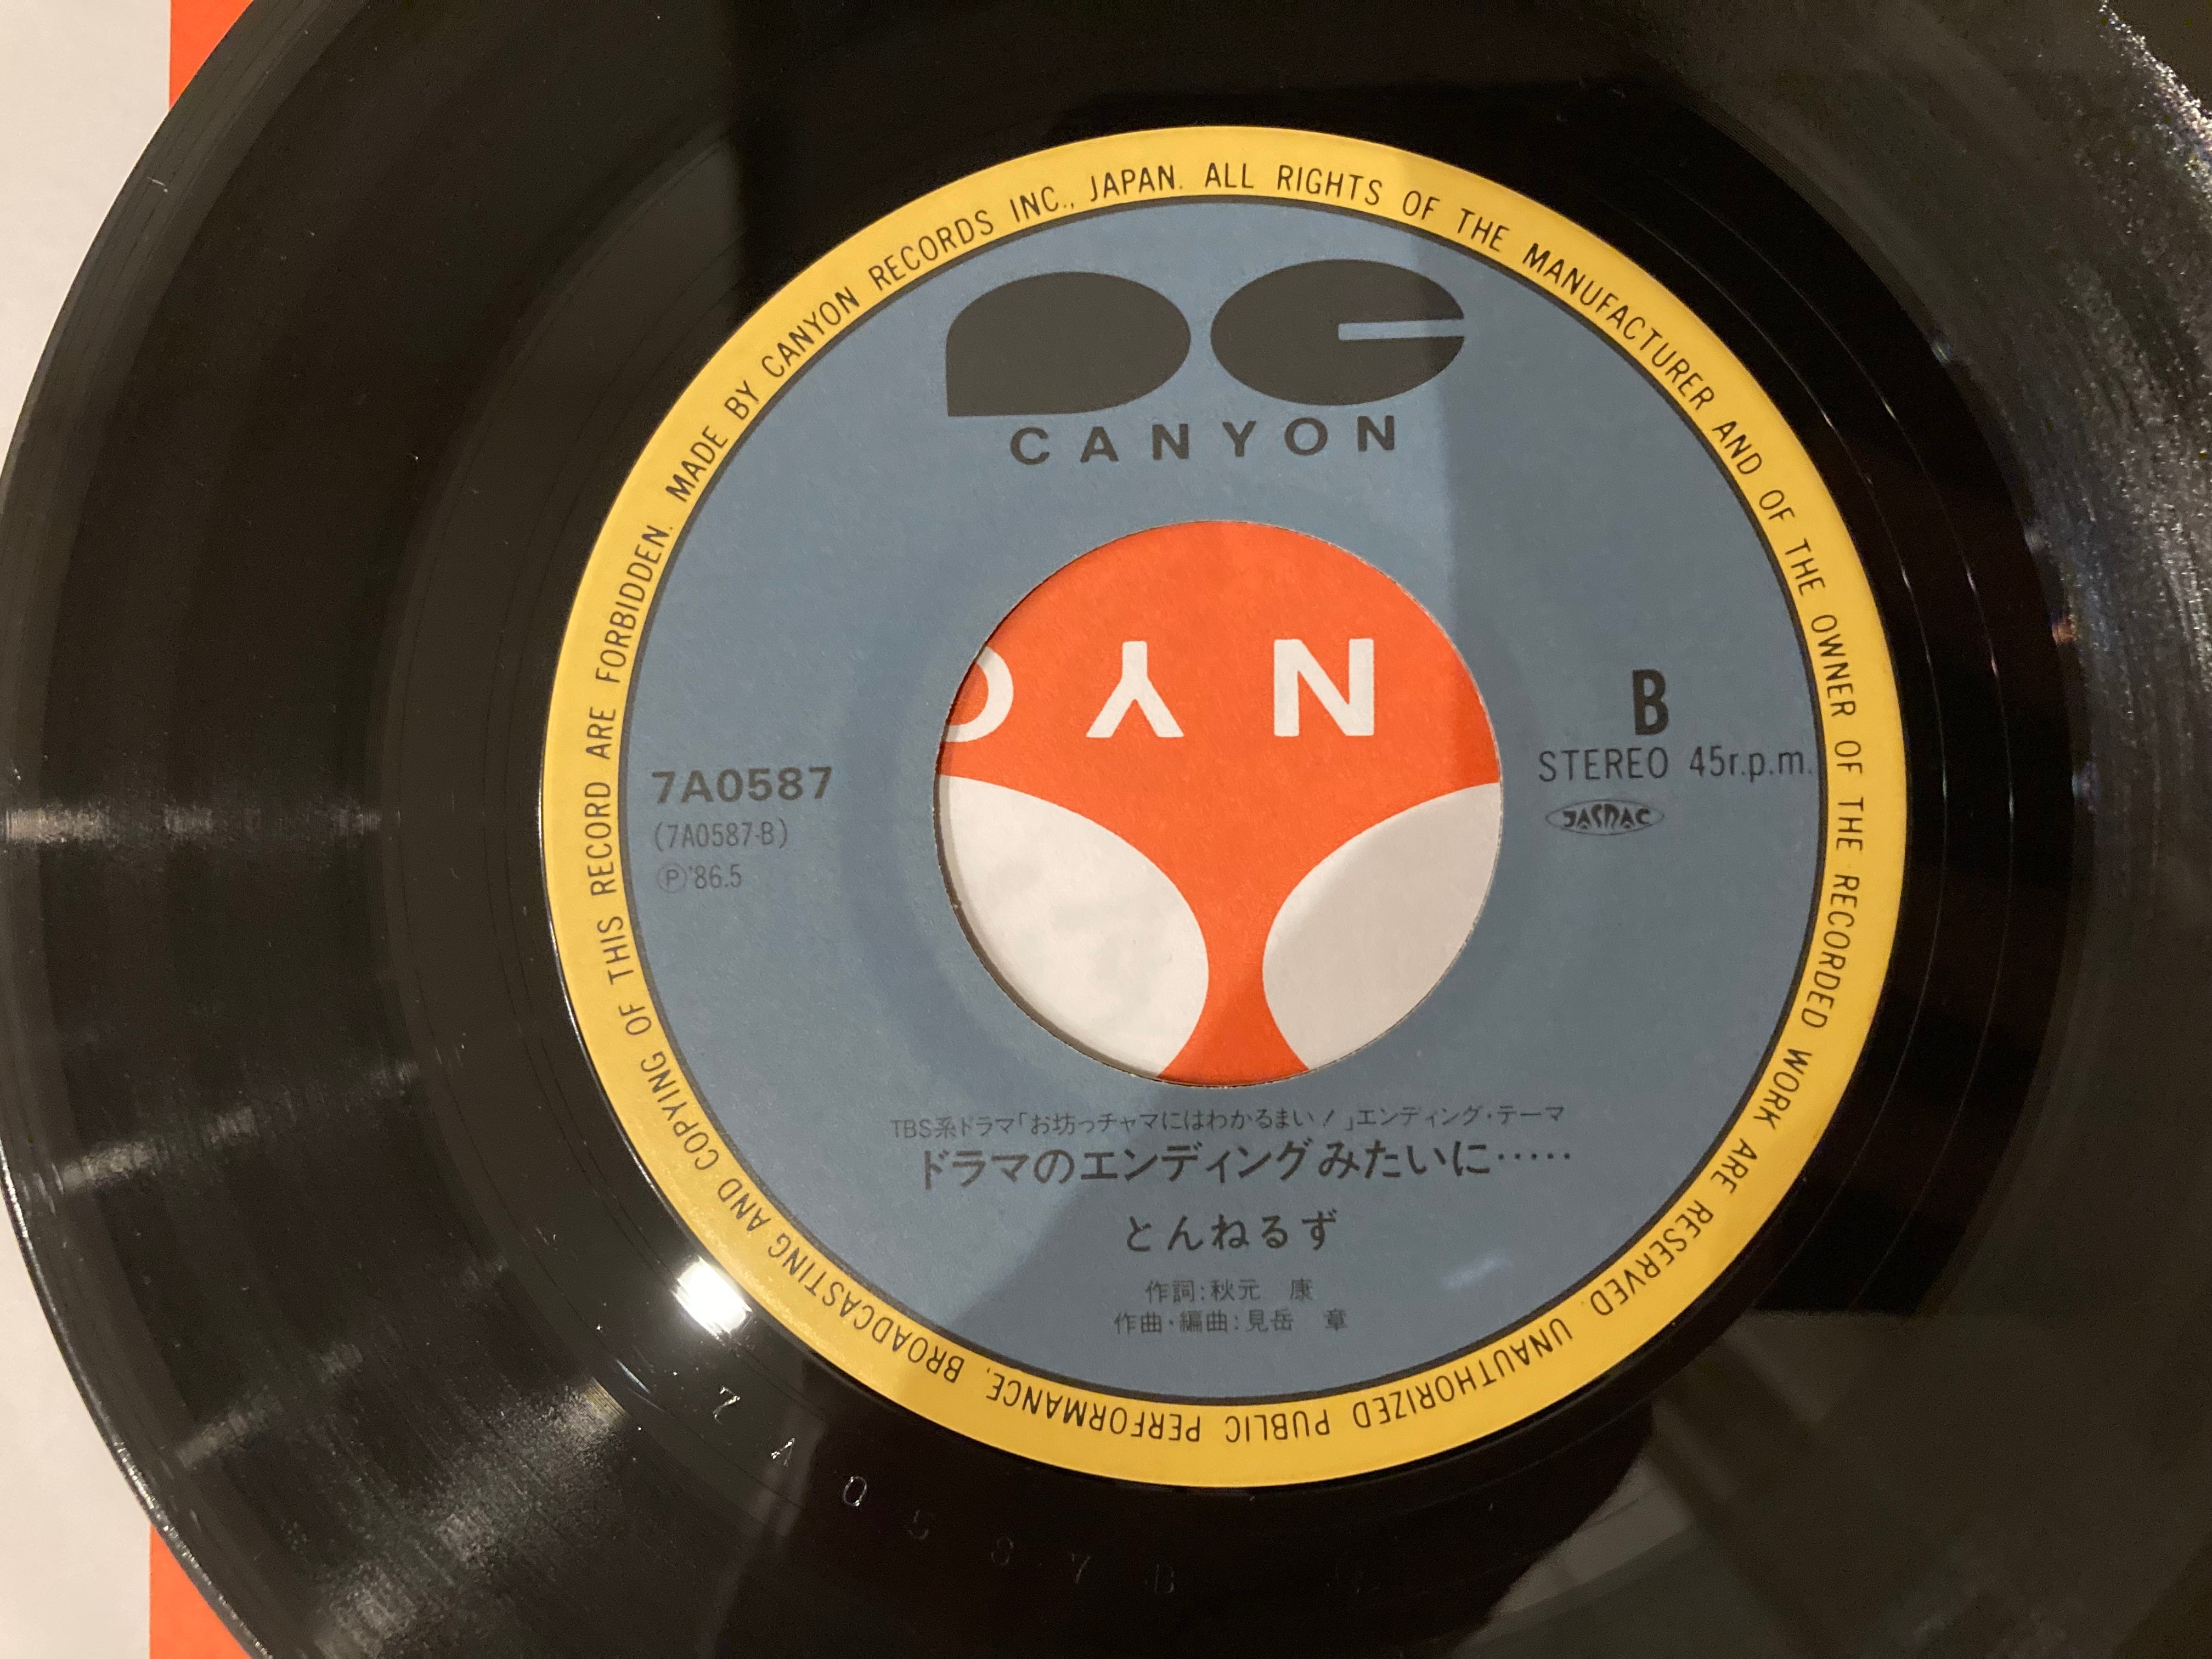 MADE BY CANYON RECORDS INC., JAPAN. ALL RIGHTS OF THE MANUFACTURER AND OF THE OWNER OF THE RECORDED WORK ARE RESERVED. UNAUTHORIZED PUBLIC PERFORMANCE, BROADCASTING AND COPYING OF THIS RECORD ARE FORBIDDEN.
PC
CANYON
NYO
B
STEREO 45r.p.m.
JASRAC
7A0587
(7A0587-B)
Ⓟ'86.5
TBS系ドラマ「お坊っチャマにはわかるまい!」エンディング・テーマ
ドラマのエンディングみたいに・・・・・
とんねるず
作詞:秋元 康
作曲・編曲:見岳 章
7A0587B